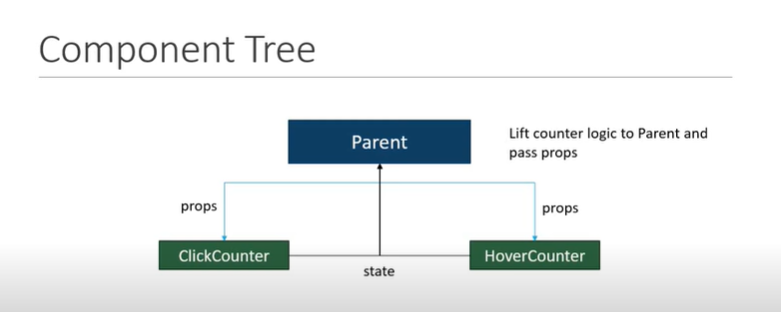 Component Tree
Parent
Lift counter logic to Parent and
pass props
props
props
ClickCounter
HoverCounter
state